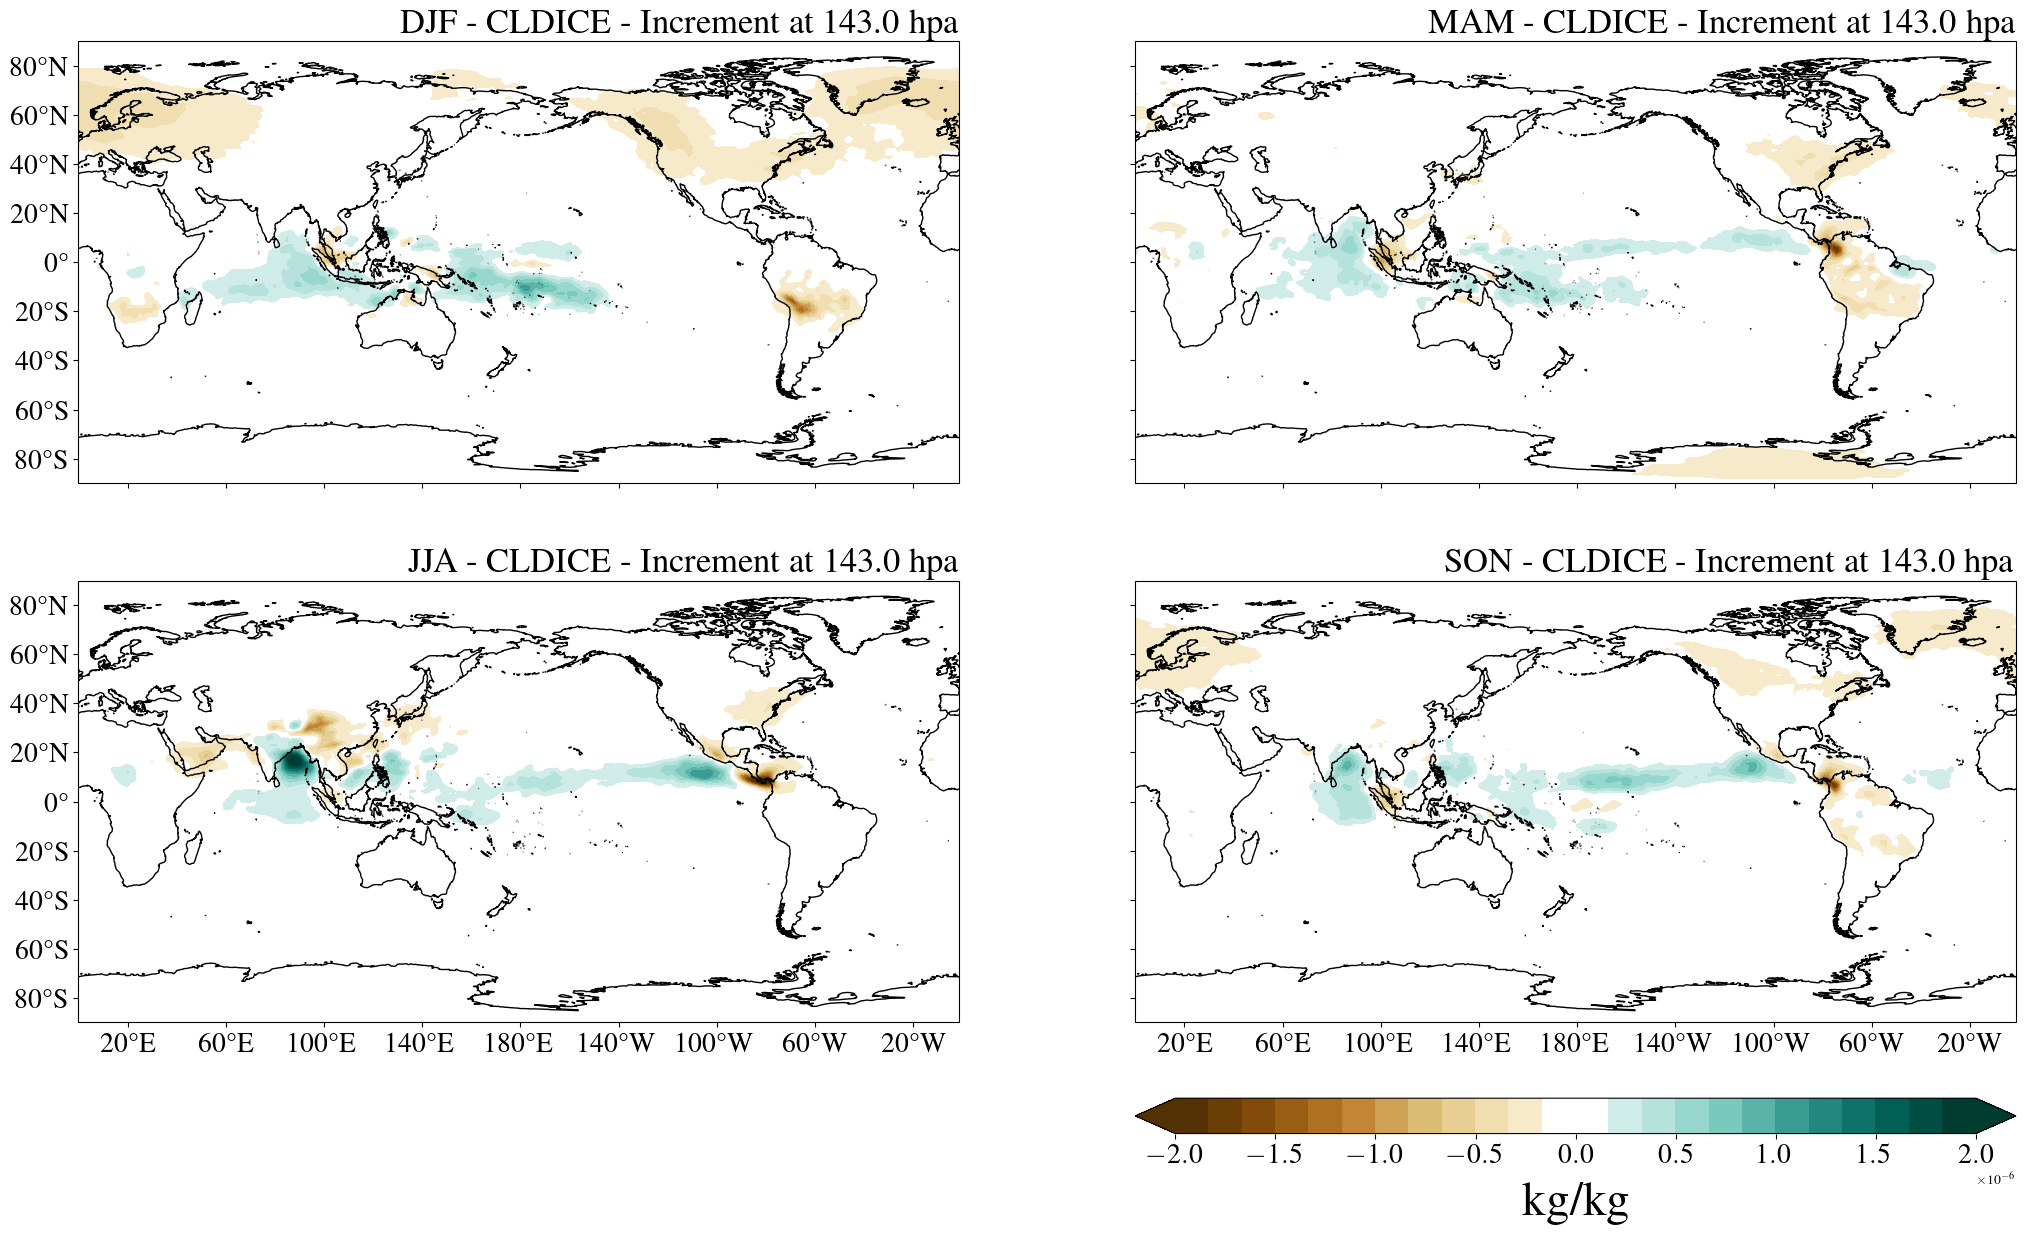 DJF - CLDICE - Increment at 143.0 hpa
MAM - CLDICE - Increment at 143.0 hpa
80°N
60°N
40°N
20°N
0°
20°S
40°S
60°S
80°S
JJA - CLDICE - Increment at 143.0 hpa
SON - CLDICE - Increment at 143.0 hpa
80°N
60°N
40°N
20°N
0°
20°S
40°S
60°S
80°S
20°E 60°E 100°E 140°E 180°E 140°W 100°W 60°W 20°W
20°E 60°E 100°E 140°E 180°E 140°W 100°W 60°W 20°W
−2.0 −1.5 −1.0 −0.5 0.0 0.5 1.0 1.5 2.0
×10⁻⁶
kg/kg